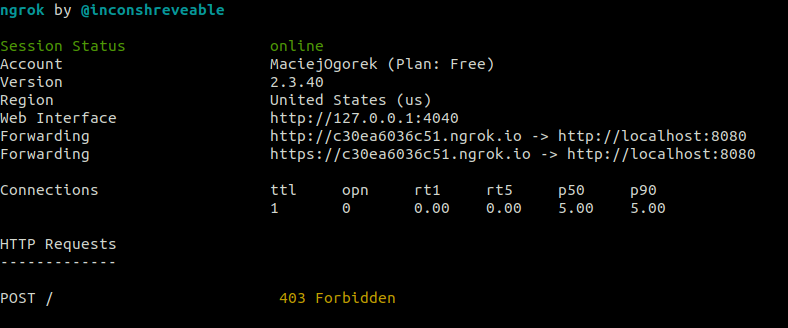 ngrok by @inconshreveable
Session Status online
Account MaciejOgorek (Plan: Free)
Version 2.3.40
Region United States (us)
Web Interface http://127.0.0.1:4040
Forwarding http://c30ea6036c51.ngrok.io -> http://localhost:8080
Forwarding https://c30ea6036c51.ngrok.io -> http://localhost:8080
Connections ttl opn rt1 rt5 p50 p90
1 0 0.00 0.00 5.00 5.00
HTTP Requests
-------------
POST / 403 Forbidden